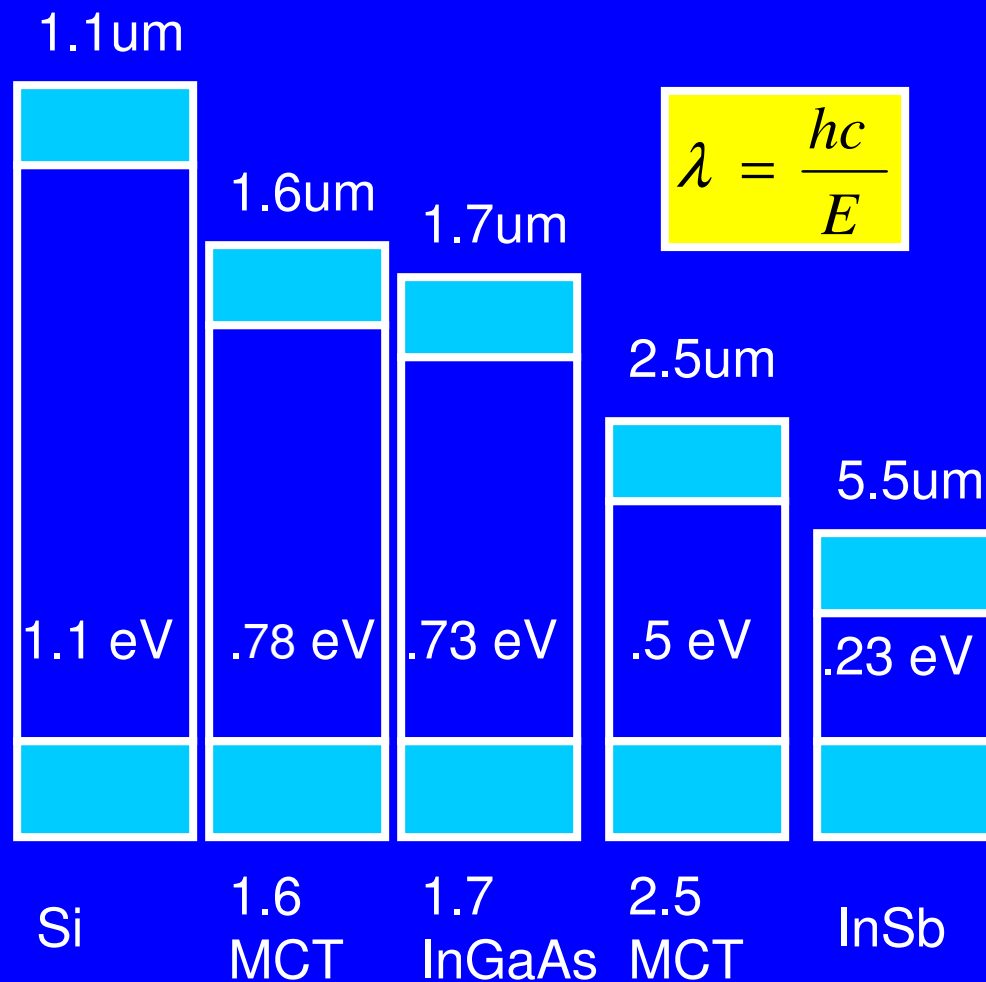 1.1um
1.6um
1.7um
2.5um
5.5um
λ = hc / E
1.1 eV
.78 eV
.73 eV
.5 eV
.23 eV
Si
1.6
MCT
1.7
InGaAs
2.5
MCT
InSb